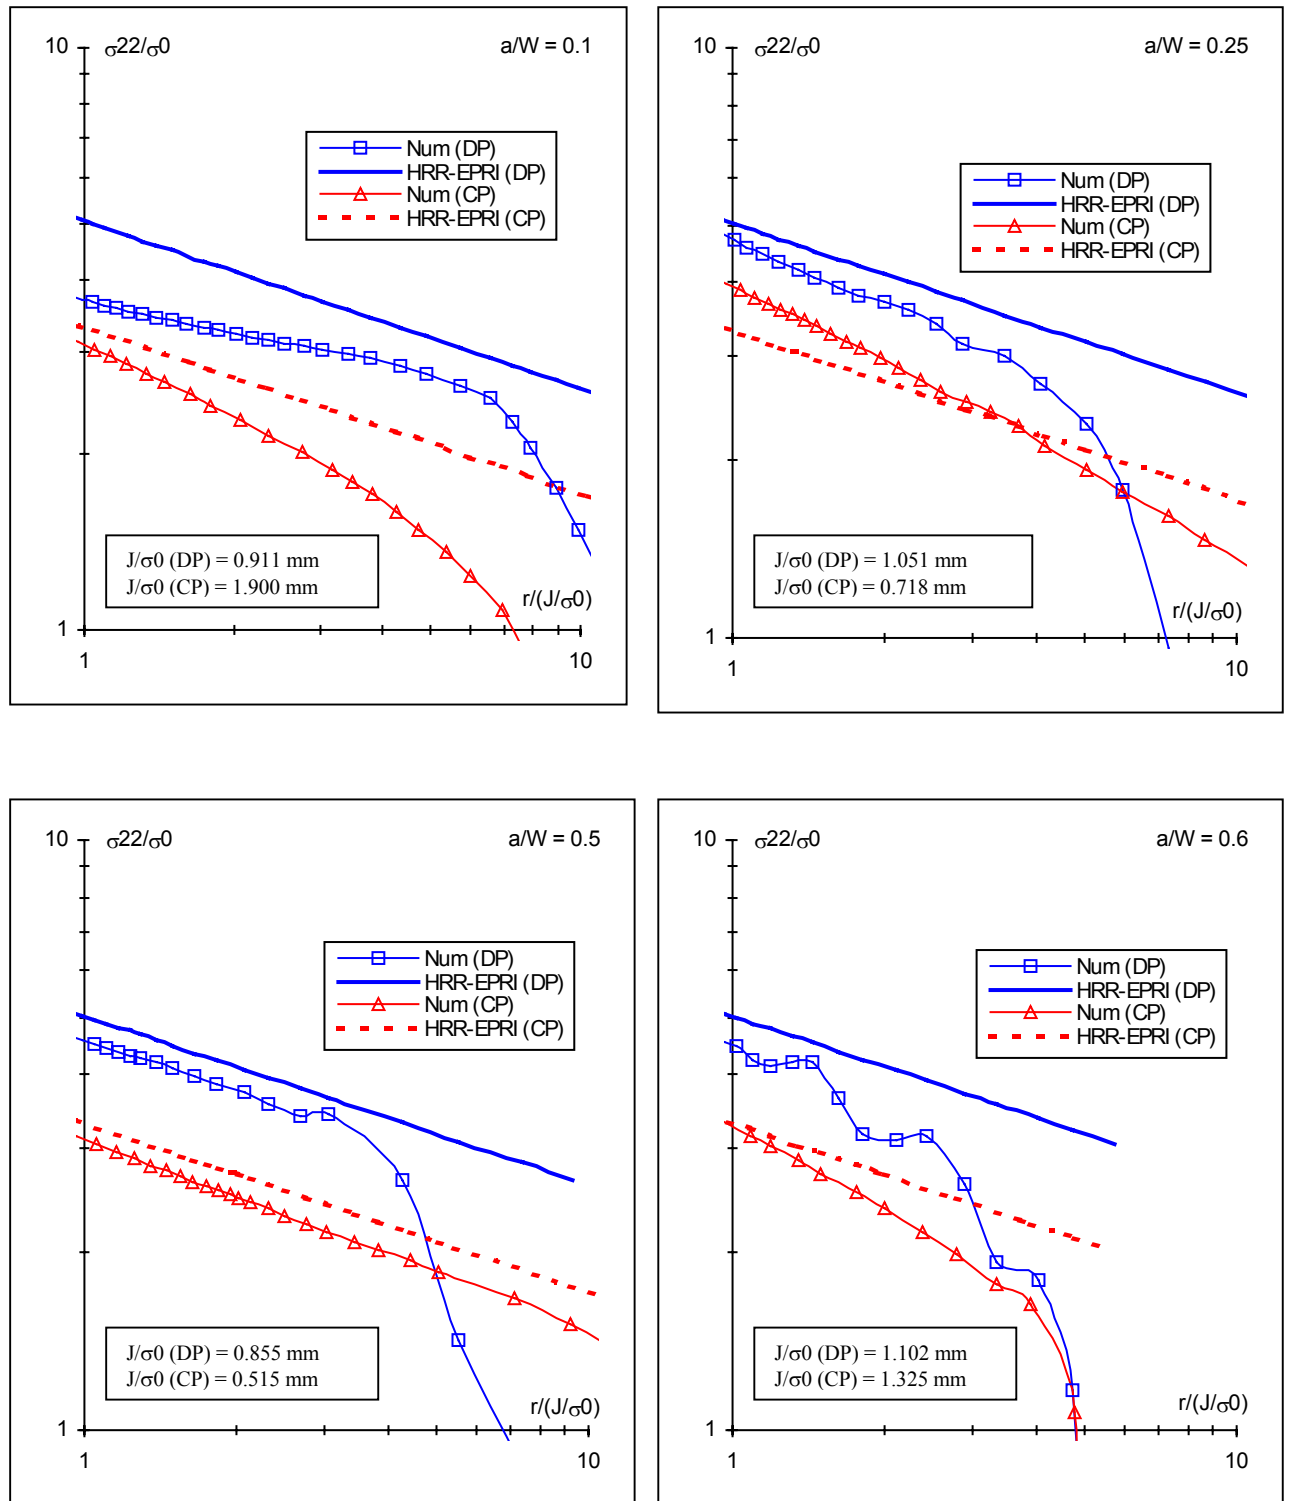 10 σ22/σ0 a/W = 0.1
Num (DP)
HRR-EPRI (DP)
Num (CP)
HRR-EPRI (CP)
J/σ0 (DP) = 0.911 mm
J/σ0 (CP) = 1.900 mm
r/(J/σ0)
1
1 10
10 σ22/σ0 a/W = 0.25
Num (DP)
HRR-EPRI (DP)
Num (CP)
HRR-EPRI (CP)
J/σ0 (DP) = 1.051 mm
J/σ0 (CP) = 0.718 mm
r/(J/σ0)
1
1 10
10 σ22/σ0 a/W = 0.5
Num (DP)
HRR-EPRI (DP)
Num (CP)
HRR-EPRI (CP)
J/σ0 (DP) = 0.855 mm
J/σ0 (CP) = 0.515 mm
r/(J/σ0)
1
1 10
10 σ22/σ0 a/W = 0.6
Num (DP)
HRR-EPRI (DP)
Num (CP)
HRR-EPRI (CP)
J/σ0 (DP) = 1.102 mm
J/σ0 (CP) = 1.325 mm
r/(J/σ0)
1
1 10